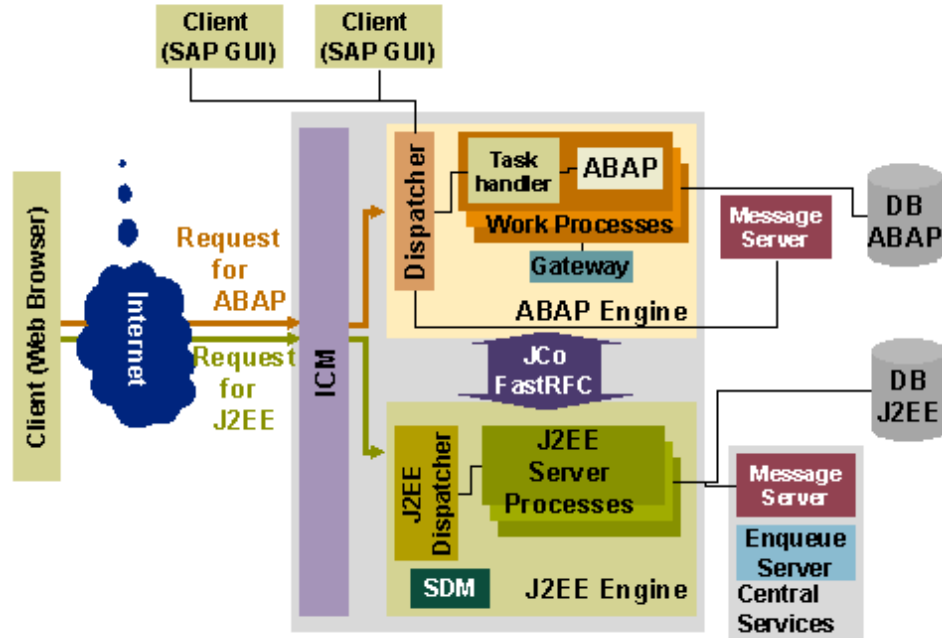 Client
(SAP GUI)
Client
(SAP GUI)
Client (Web Browser)
Internet
Request
for
ABAP
Request
for
J2EE
ICM
Dispatcher
Task
handler
ABAP
Work Processes
Gateway
ABAP Engine
Message
Server
DB
ABAP
JCo
FastRFC
J2EE
Dispatcher
J2EE
Server
Processes
SDM
J2EE Engine
DB
J2EE
Message
Server
Enqueue
Server
Central
Services